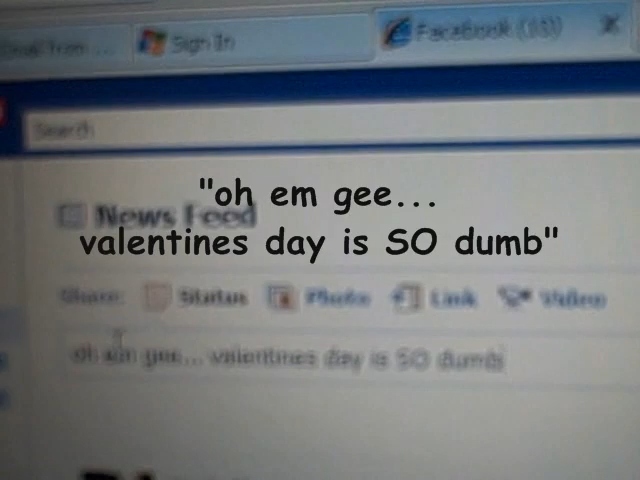 Sign In
Facebook (33)
Search
"oh em gee...
News Feed
valentines day is SO dumb"
Share: Status Photo Link Video
oh em gee... valentines day is SO dumb